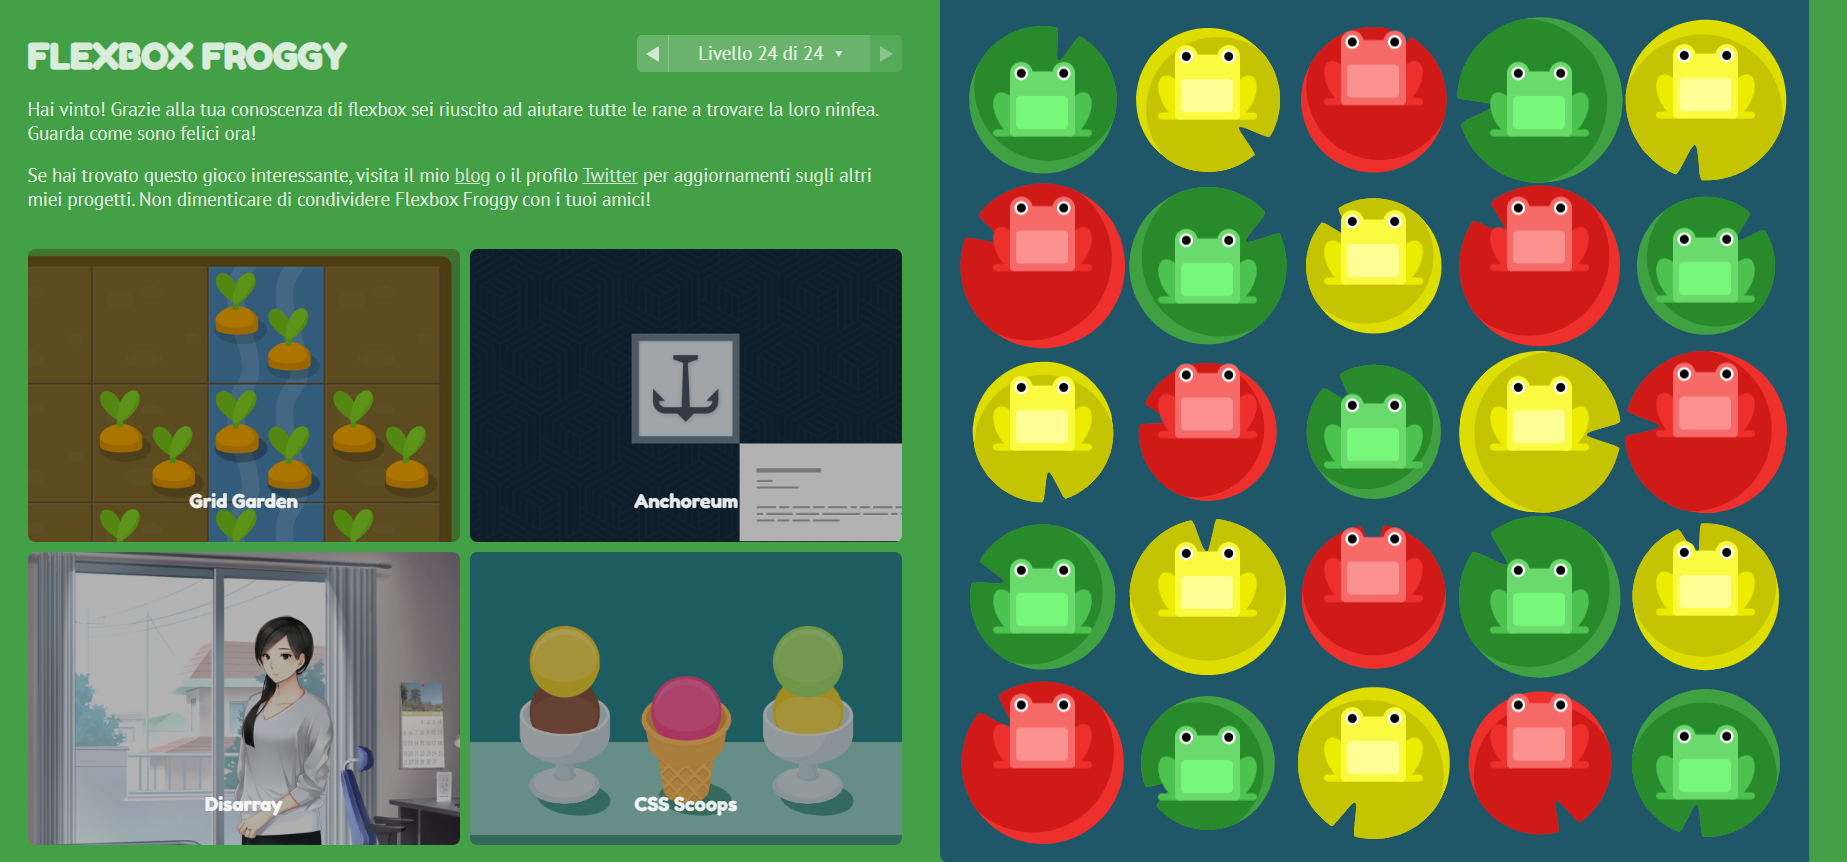 FLEXBOX FROGGY
Livello 24 di 24
Hai vinto! Grazie alla tua conoscenza di flexbox sei riuscito ad aiutare tutte le rane a trovare la loro ninfea.
Guarda come sono felici ora!
Se hai trovato questo gioco interessante, visita il mio blog o il profilo Twitter per aggiornamenti sugli altri
miei progetti. Non dimenticare di condividere Flexbox Froggy con i tuoi amici!
Grid Garden
Anchoreum
Disarray
CSS Scoops